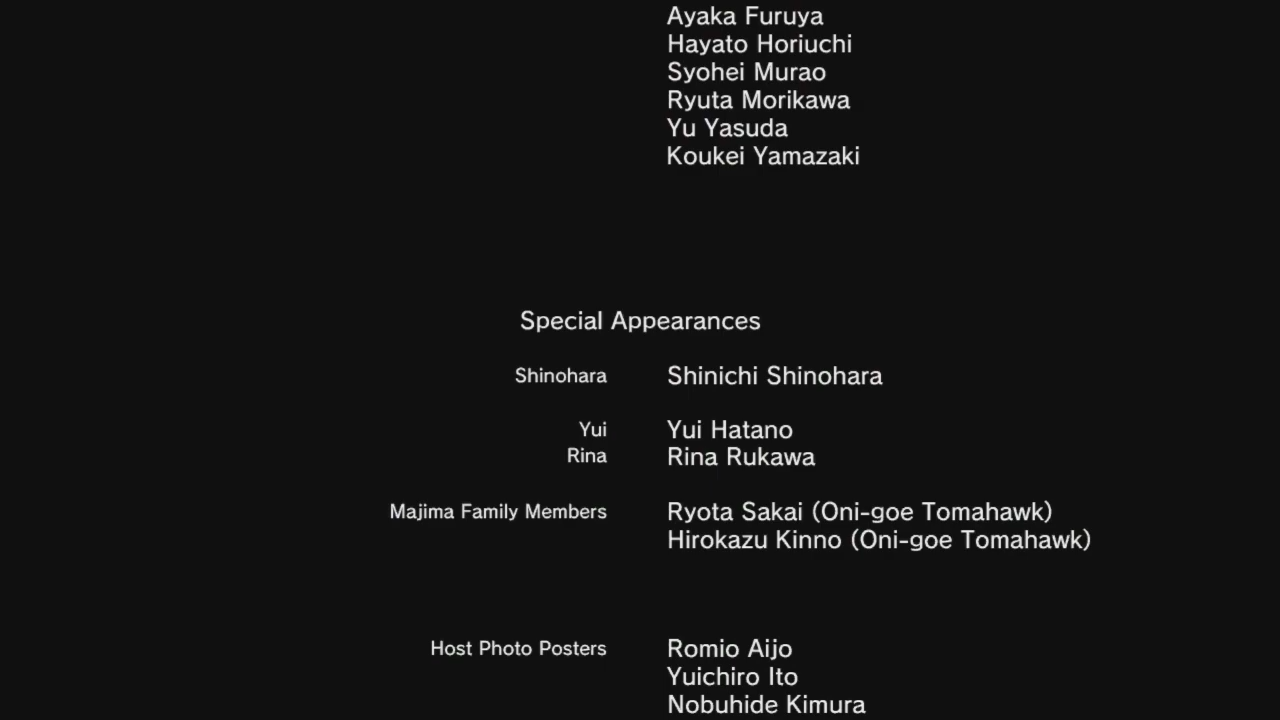 Ayaka Furuya
Hayato Horiuchi
Syohei Murao
Ryuta Morikawa
Yu Yasuda
Koukei Yamazaki
Special Appearances
Shinohara Shinichi Shinohara
Yui Yui Hatano
Rina Rina Rukawa
Majima Family Members Ryota Sakai (Oni-goe Tomahawk)
Hirokazu Kinno (Oni-goe Tomahawk)
Host Photo Posters Romio Aijo
Yuichiro Ito
Nobuhide Kimura